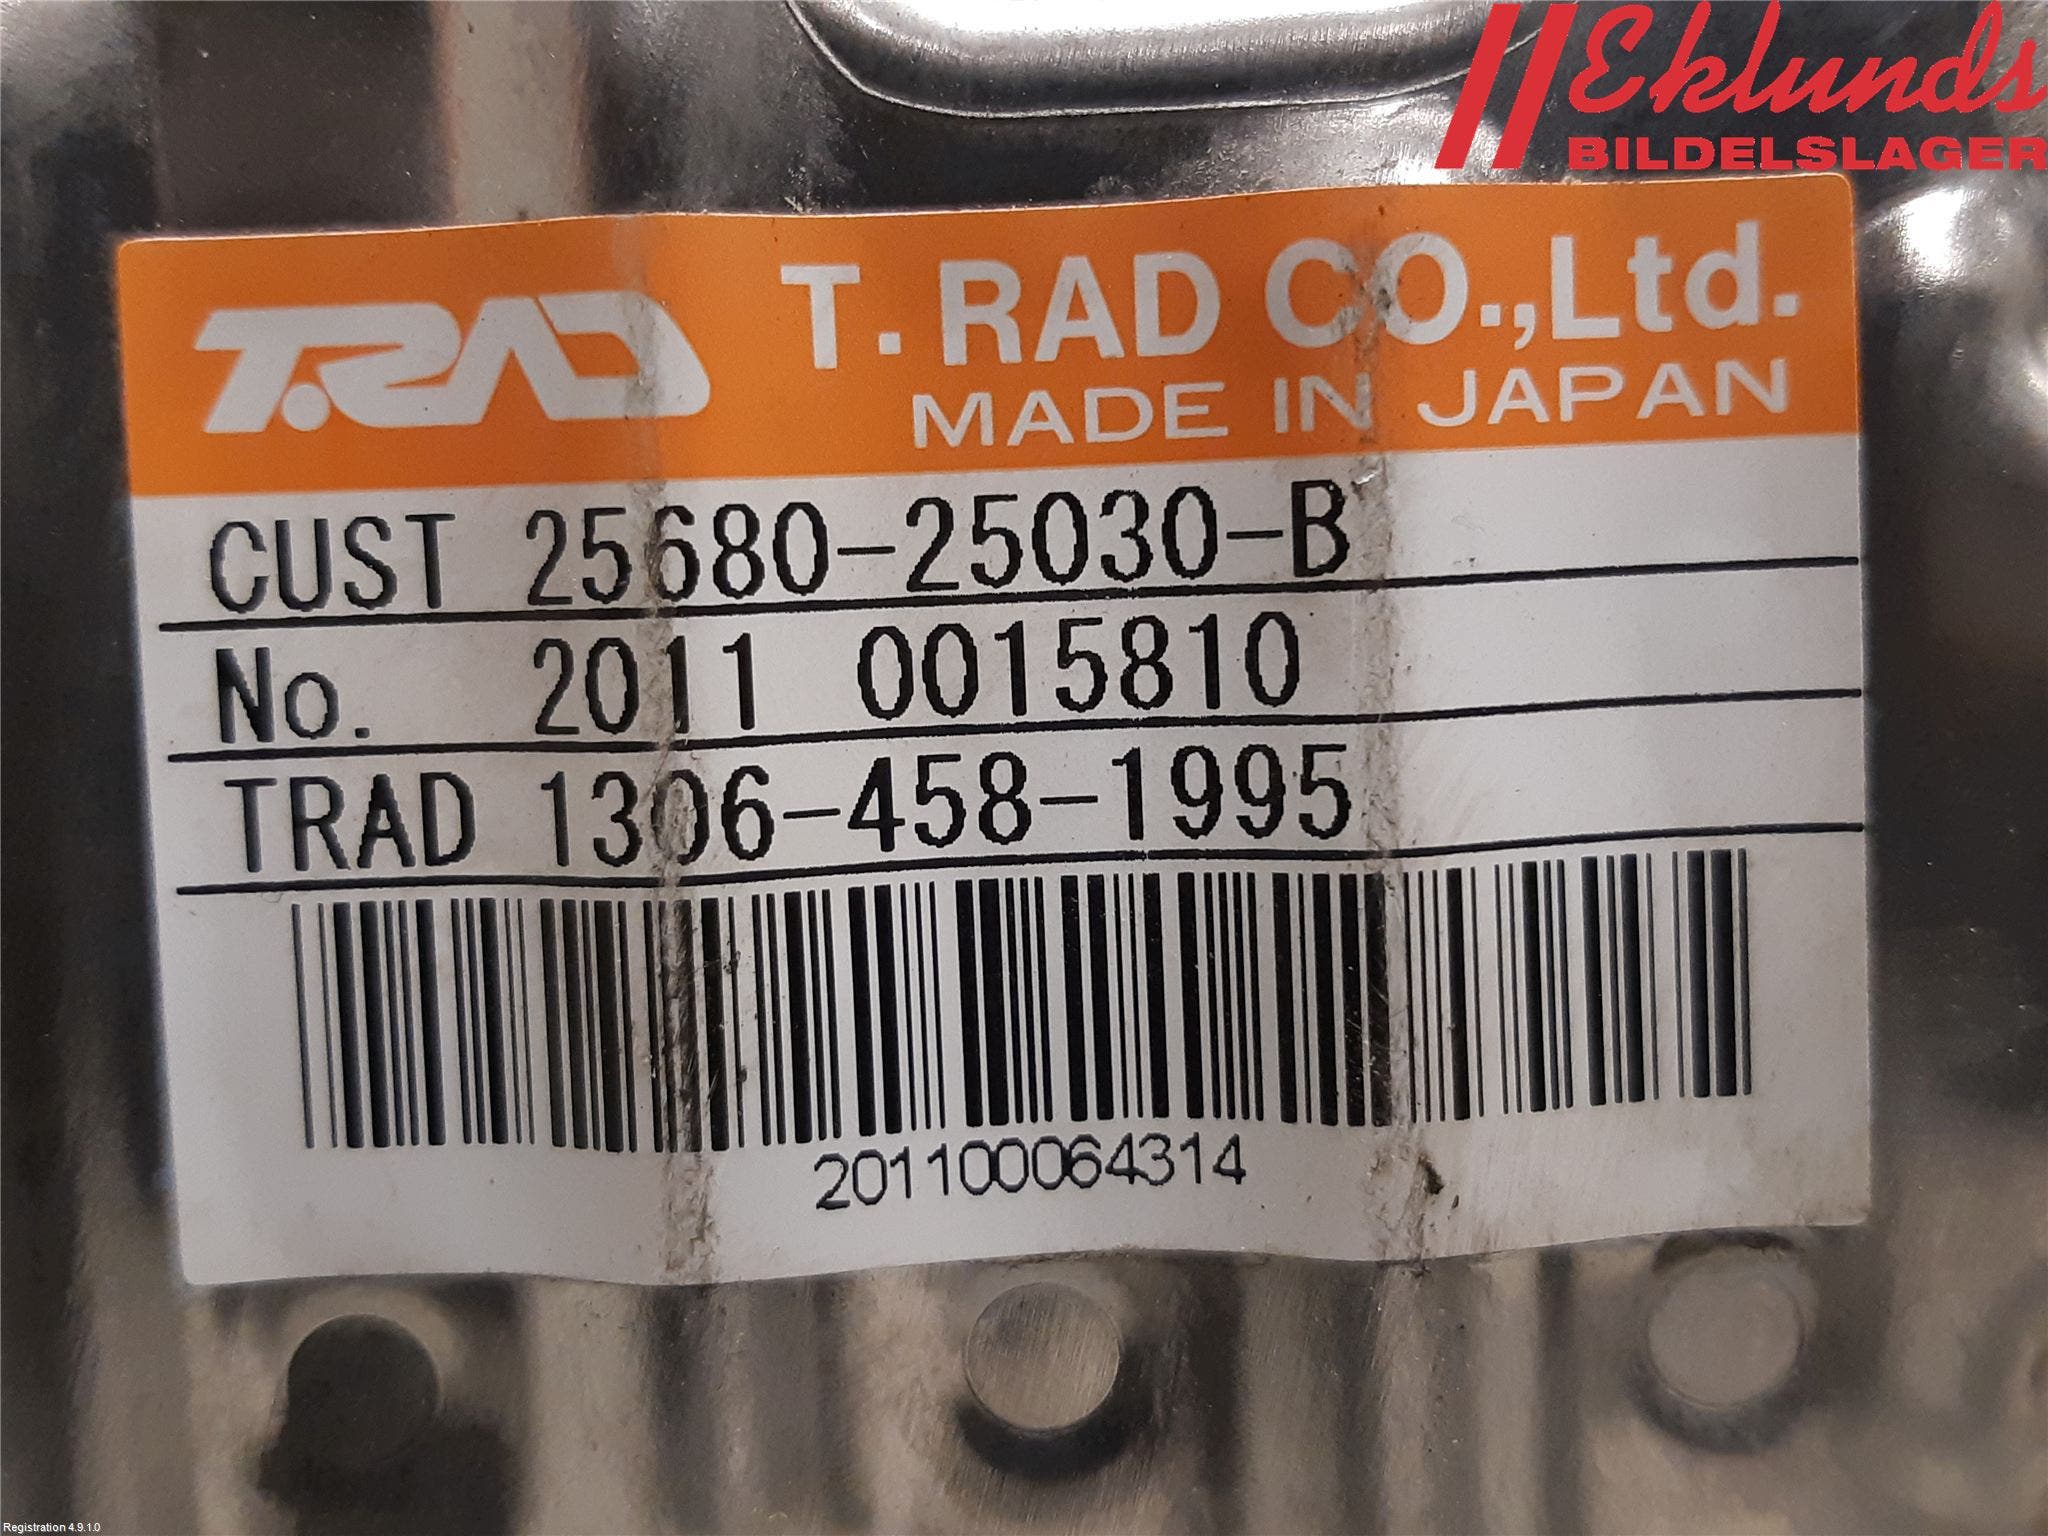 Eklunds
BILDELSLAGER
T.RAD T. RAD CO.,Ltd.
MADE IN JAPAN
CUST 25680-25030-B
No. 2011 0015810
TRAD 1306-458-1995
201100064314
Registration 4.9.1.0